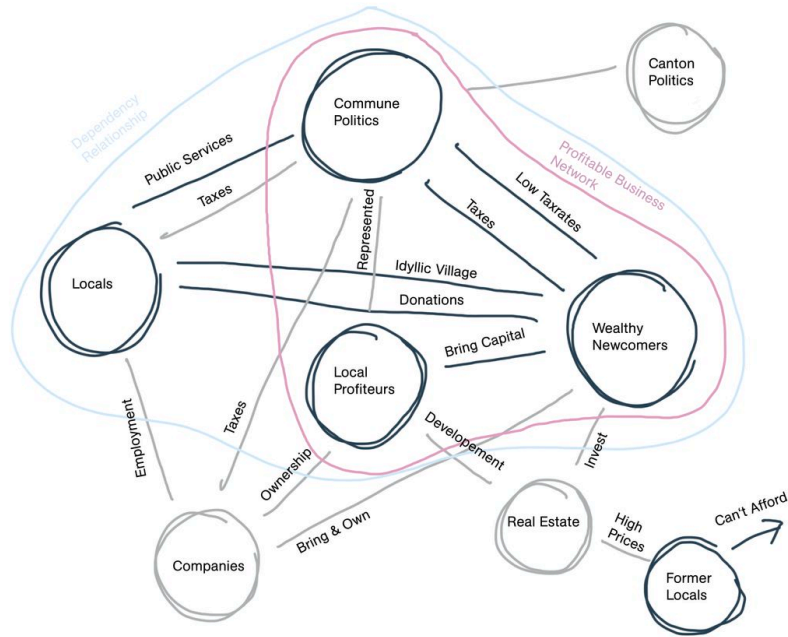 Canton
Politics
Commune
Politics
Dependency
Relationship
Profitable Business
Network
Public Services
Taxes
Low Taxrates
Taxes
Represented
Idyllic Village
Locals
Donations
Wealthy
Newcomers
Bring Capital
Local
Profiteurs
Employment
Taxes
Developement
Invest
Ownership
Bring & Own
Real Estate
High
Prices
Can't Afford
Companies
Former
Locals